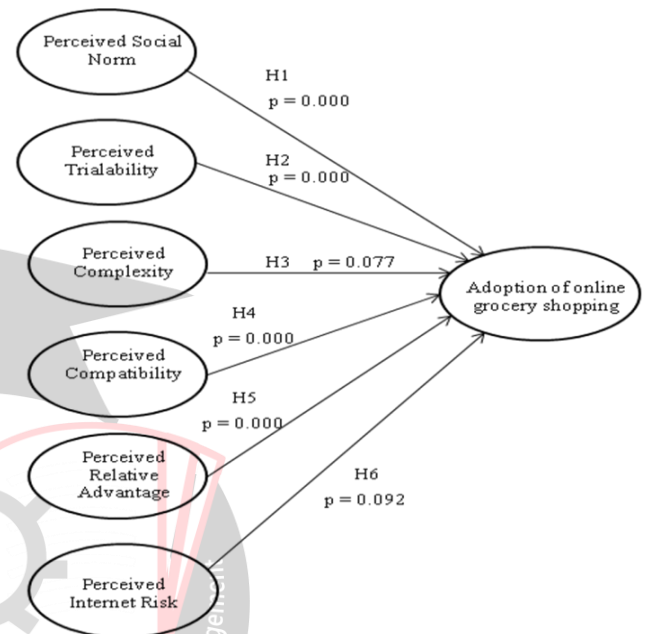 Perceived Social
Norm
H1
p = 0.000
Perceived
Trialability
H2
p = 0.000
Perceived
Complexity
H3 p = 0.077
Adoption of online
grocery shopping
H4
p = 0.000
Perceived
Compatibility
H5
p = 0.000
Perceived
Relative
Advantage
H6
p = 0.092
Perceived
Internet Risk